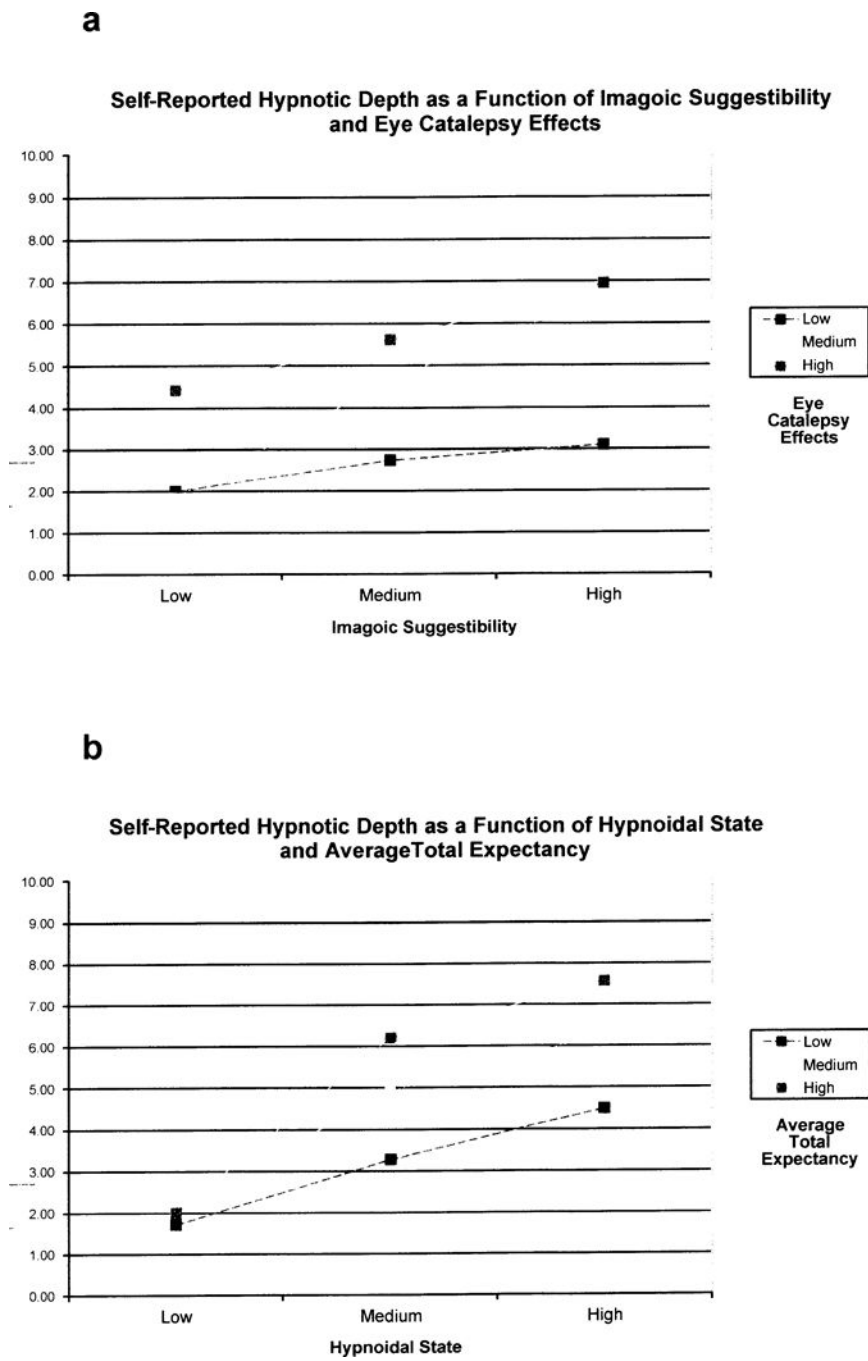 a
Self-Reported Hypnotic Depth as a Function of Imagoic Suggestibility
and Eye Catalepsy Effects
10.00
9.00
8.00
7.00
6.00
5.00
4.00
3.00
2.00
1.00
0.00
Low
Medium
High
Imagoic Suggestibility
Low
Medium
High
Eye
Catalepsy
Effects
b
Self-Reported Hypnotic Depth as a Function of Hypnoidal State
and AverageTotal Expectancy
10.00
9.00
8.00
7.00
6.00
5.00
4.00
3.00
2.00
1.00
0.00
Low
Medium
High
Hypnoidal State
Low
Medium
High
Average
Total
Expectancy